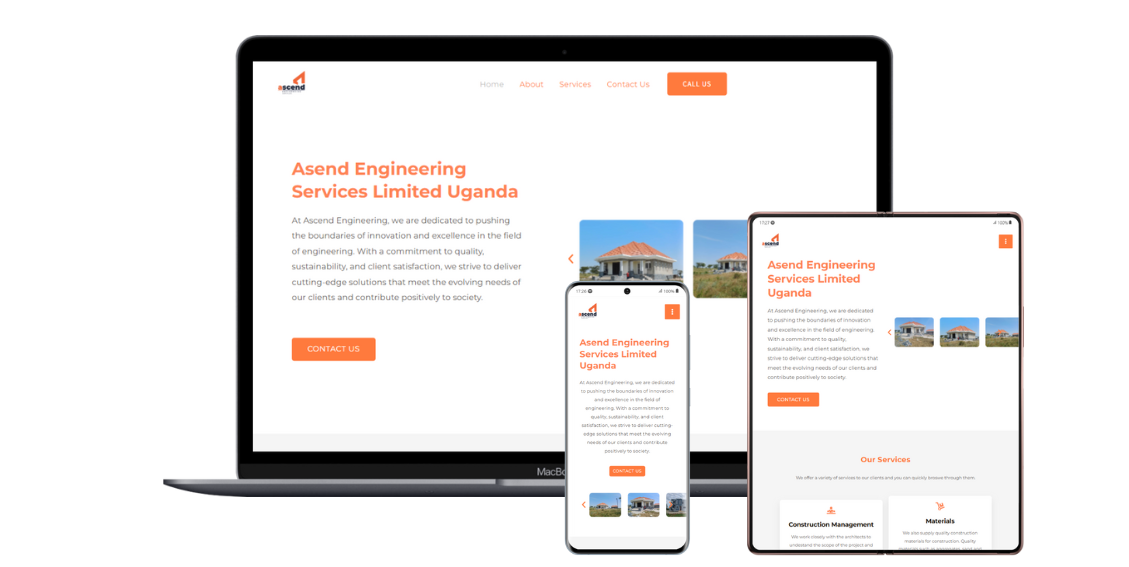 ascend
Home About Services Contact Us CALL US
Asend Engineering
Services Limited Uganda
At Ascend Engineering, we are dedicated to pushing
the boundaries of innovation and excellence in the field
of engineering. With a commitment to quality,
sustainability, and client satisfaction, we strive to deliver
cutting-edge solutions that meet the evolving needs of
our clients and contribute positively to society.
CONTACT US
MacBo
17:26 100%
ascend
Asend Engineering
Services Limited
Uganda
At Ascend Engineering, we are dedicated
to pushing the boundaries of innovation
and excellence in the field of
engineering. With a commitment to
quality, sustainability, and client
satisfaction, we strive to deliver cutting-
edge solutions that meet the evolving
needs of our clients and contribute
positively to society.
CONTACT US
17:27 100%
ascend
Asend Engineering
Services Limited
Uganda
At Ascend Engineering, we are dedicated
to pushing the boundaries of innovation
and excellence in the field of engineering.
With a commitment to quality,
sustainability, and client satisfaction, we
strive to deliver cutting-edge solutions that
meet the evolving needs of our clients and
contribute positively to society.
CONTACT US
Our Services
We offer a variety of services to our clients and you can quickly browse through them.
Construction Management
We work closely with the architects to
understand the scope of the project and
Materials
We also supply quality construction
materials for construction. Quality